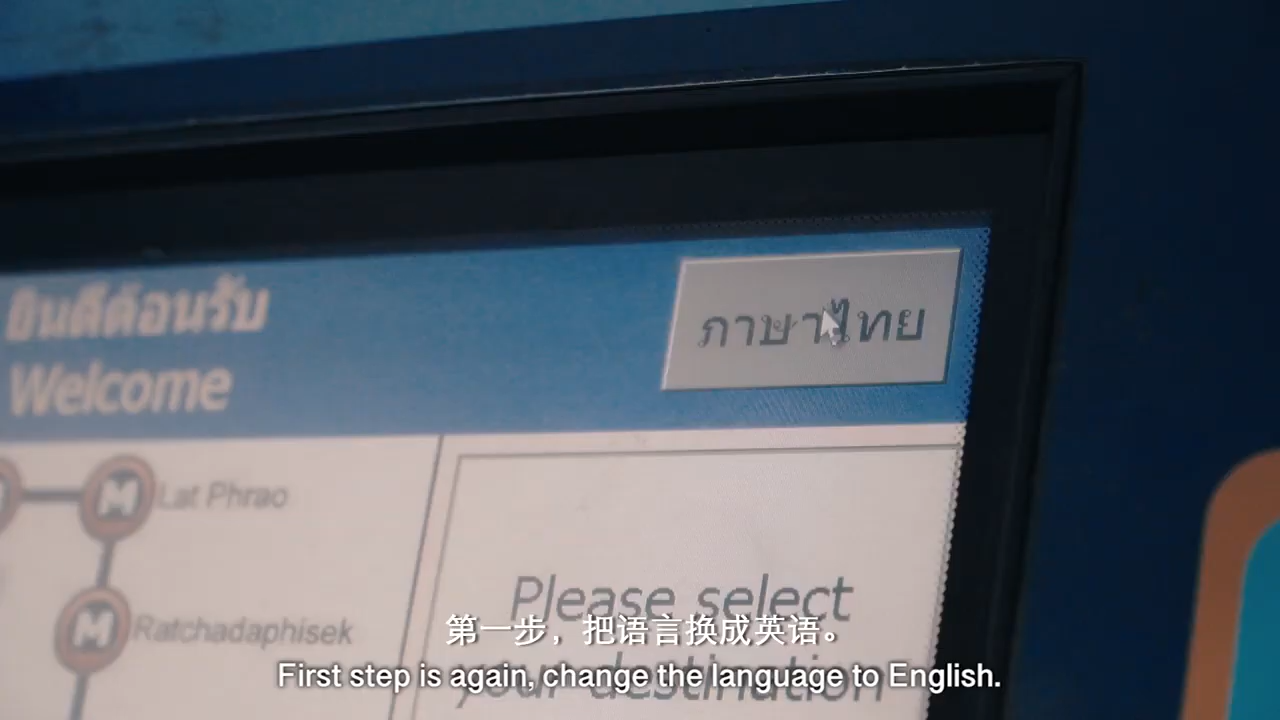 ยินดีต้อนรับ
Welcome
ภาษาไทย
Lat Phrao
Ratchadaphisek
Please select
your destination
第一步，把语言换成英语。
First step is again, change the language to English.